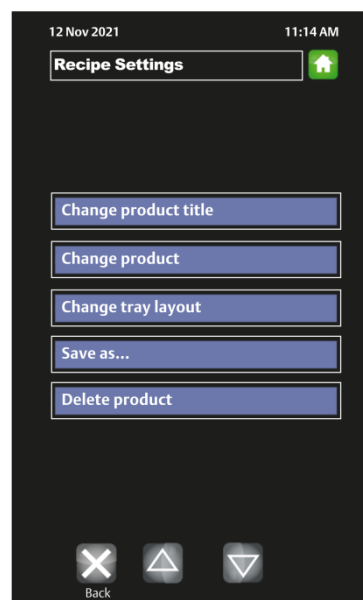 12 Nov 2021 11:14 AM
Recipe Settings
Change product title
Change product
Change tray layout
Save as...
Delete product
Back